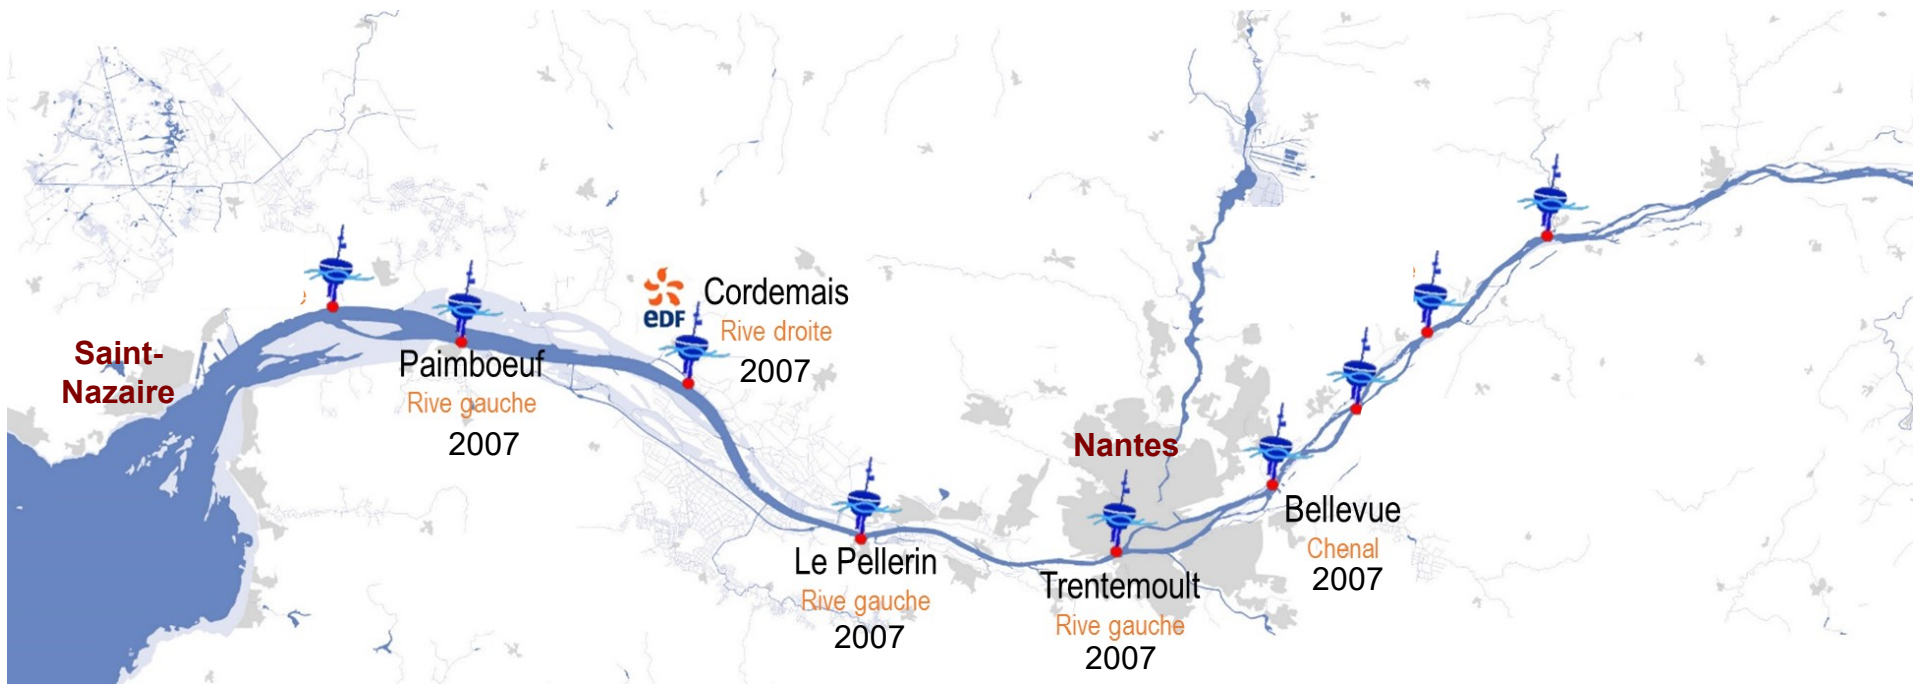 Saint-
Nazaire
Paimboeuf
Rive gauche
2007
eDF
Cordemais
Rive droite
2007
Le Pellerin
Rive gauche
2007
Nantes
Trentemoult
Rive gauche
2007
Bellevue
Chenal
2007